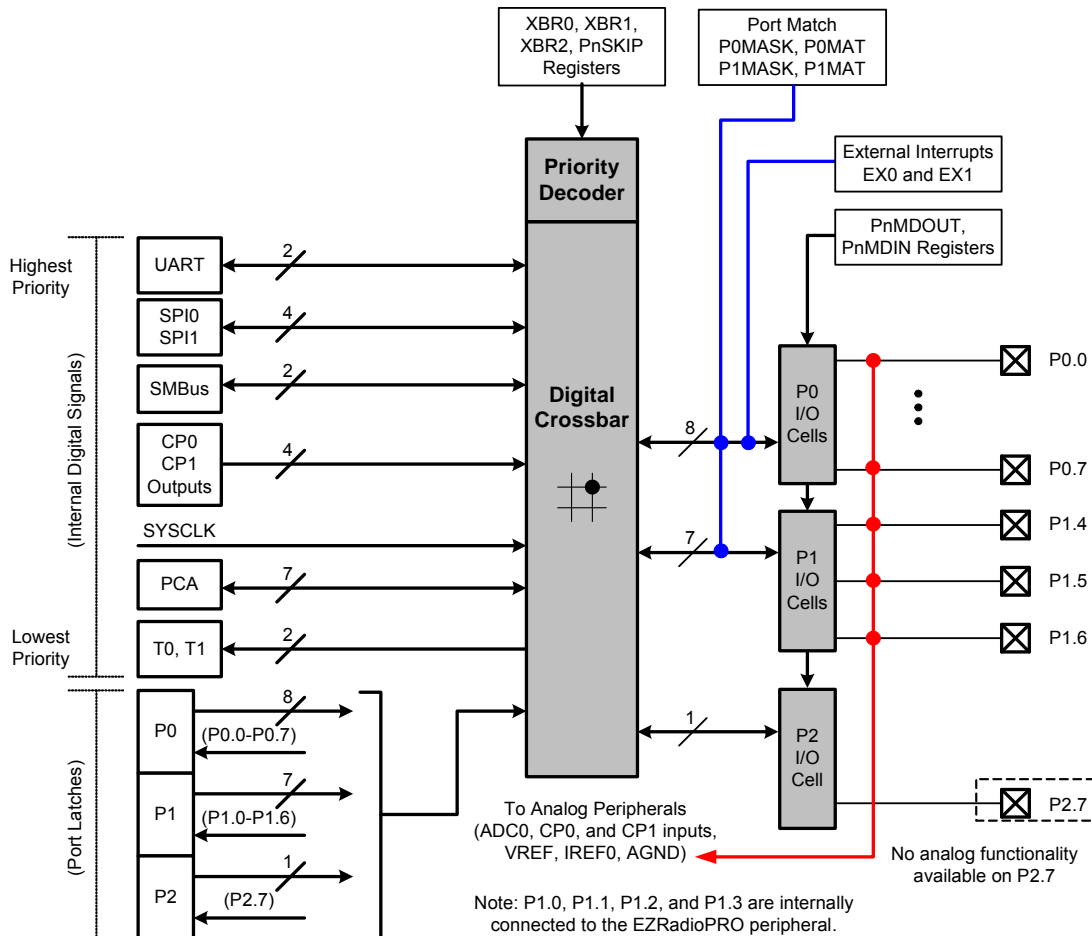 XBR0, XBR1,
XBR2, PnSKIP
Registers
Port Match
P0MASK, P0MAT
P1MASK, P1MAT
External Interrupts
EX0 and EX1
PnMDOUT,
PnMDIN Registers
Priority
Decoder
Digital
Crossbar
Highest
Priority
(Internal Digital Signals)
Lowest
Priority
(Port Latches)
UART
2
SPI0
SPI1
4
SMBus
2
CP0
CP1
Outputs
4
SYSCLK
PCA
7
T0, T1
2
P0
8
(P0.0-P0.7)
P1
7
(P1.0-P1.6)
P2
1
(P2.7)
8
7
1
P0
I/O
Cells
P1
I/O
Cells
P2
I/O
Cell
P0.0
P0.7
P1.4
P1.5
P1.6
P2.7
To Analog Peripherals
(ADC0, CP0, and CP1 inputs,
VREF, IREF0, AGND)
No analog functionality
available on P2.7
Note: P1.0, P1.1, P1.2, and P1.3 are internally
connected to the EZRadioPRO peripheral.